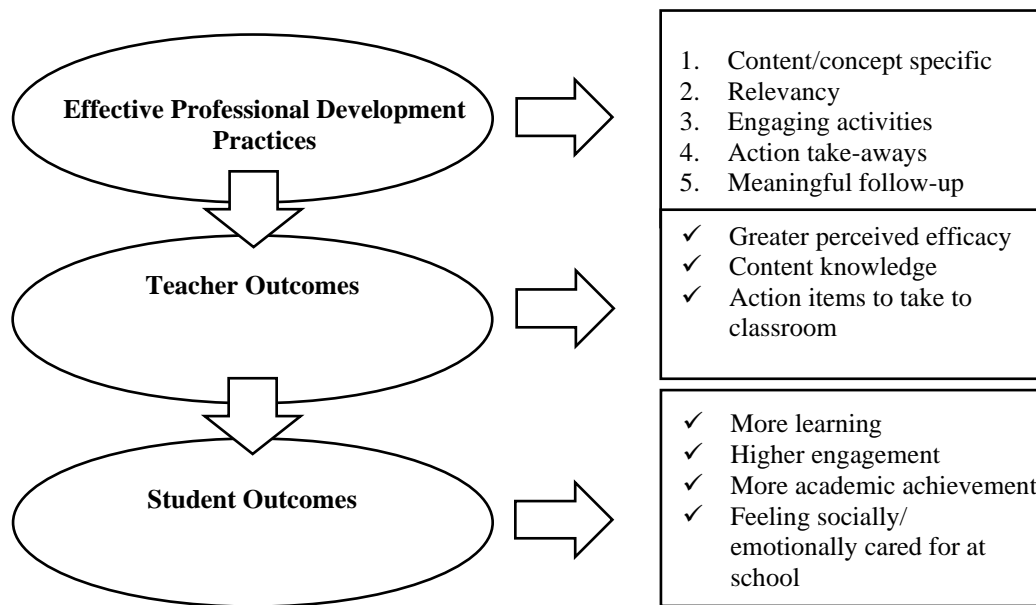 Effective Professional Development
Practices
1. Content/concept specific
2. Relevancy
3. Engaging activities
4. Action take-aways
5. Meaningful follow-up
Teacher Outcomes
✓ Greater perceived efficacy
✓ Content knowledge
✓ Action items to take to
classroom
Student Outcomes
✓ More learning
✓ Higher engagement
✓ More academic achievement
✓ Feeling socially/
emotionally cared for at
school